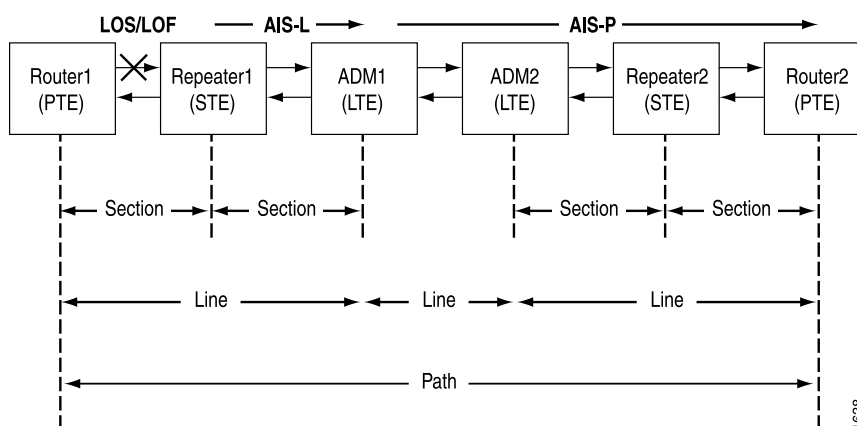 LOS/LOF AIS-L AIS-P
Router1 Repeater1 ADM1 ADM2 Repeater2 Router2
(PTE) (STE) (LTE) (LTE) (STE) (PTE)
Section Section Section Section
Line Line Line
Path